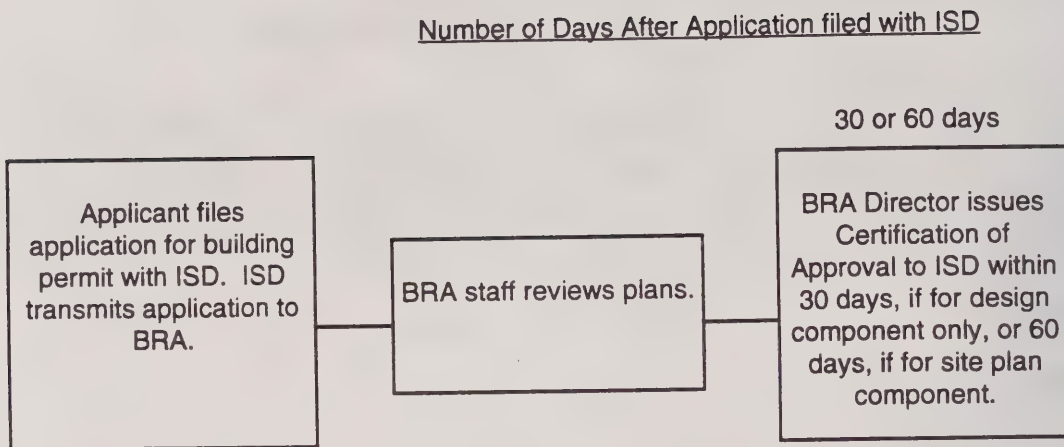 Number of Days After Application filed with ISD
30 or 60 days
Applicant files
application for building
permit with ISD. ISD
transmits application to
BRA.
BRA staff reviews plans.
BRA Director issues
Certification of
Approval to ISD within
30 days, if for design
component only, or 60
days, if for site plan
component.